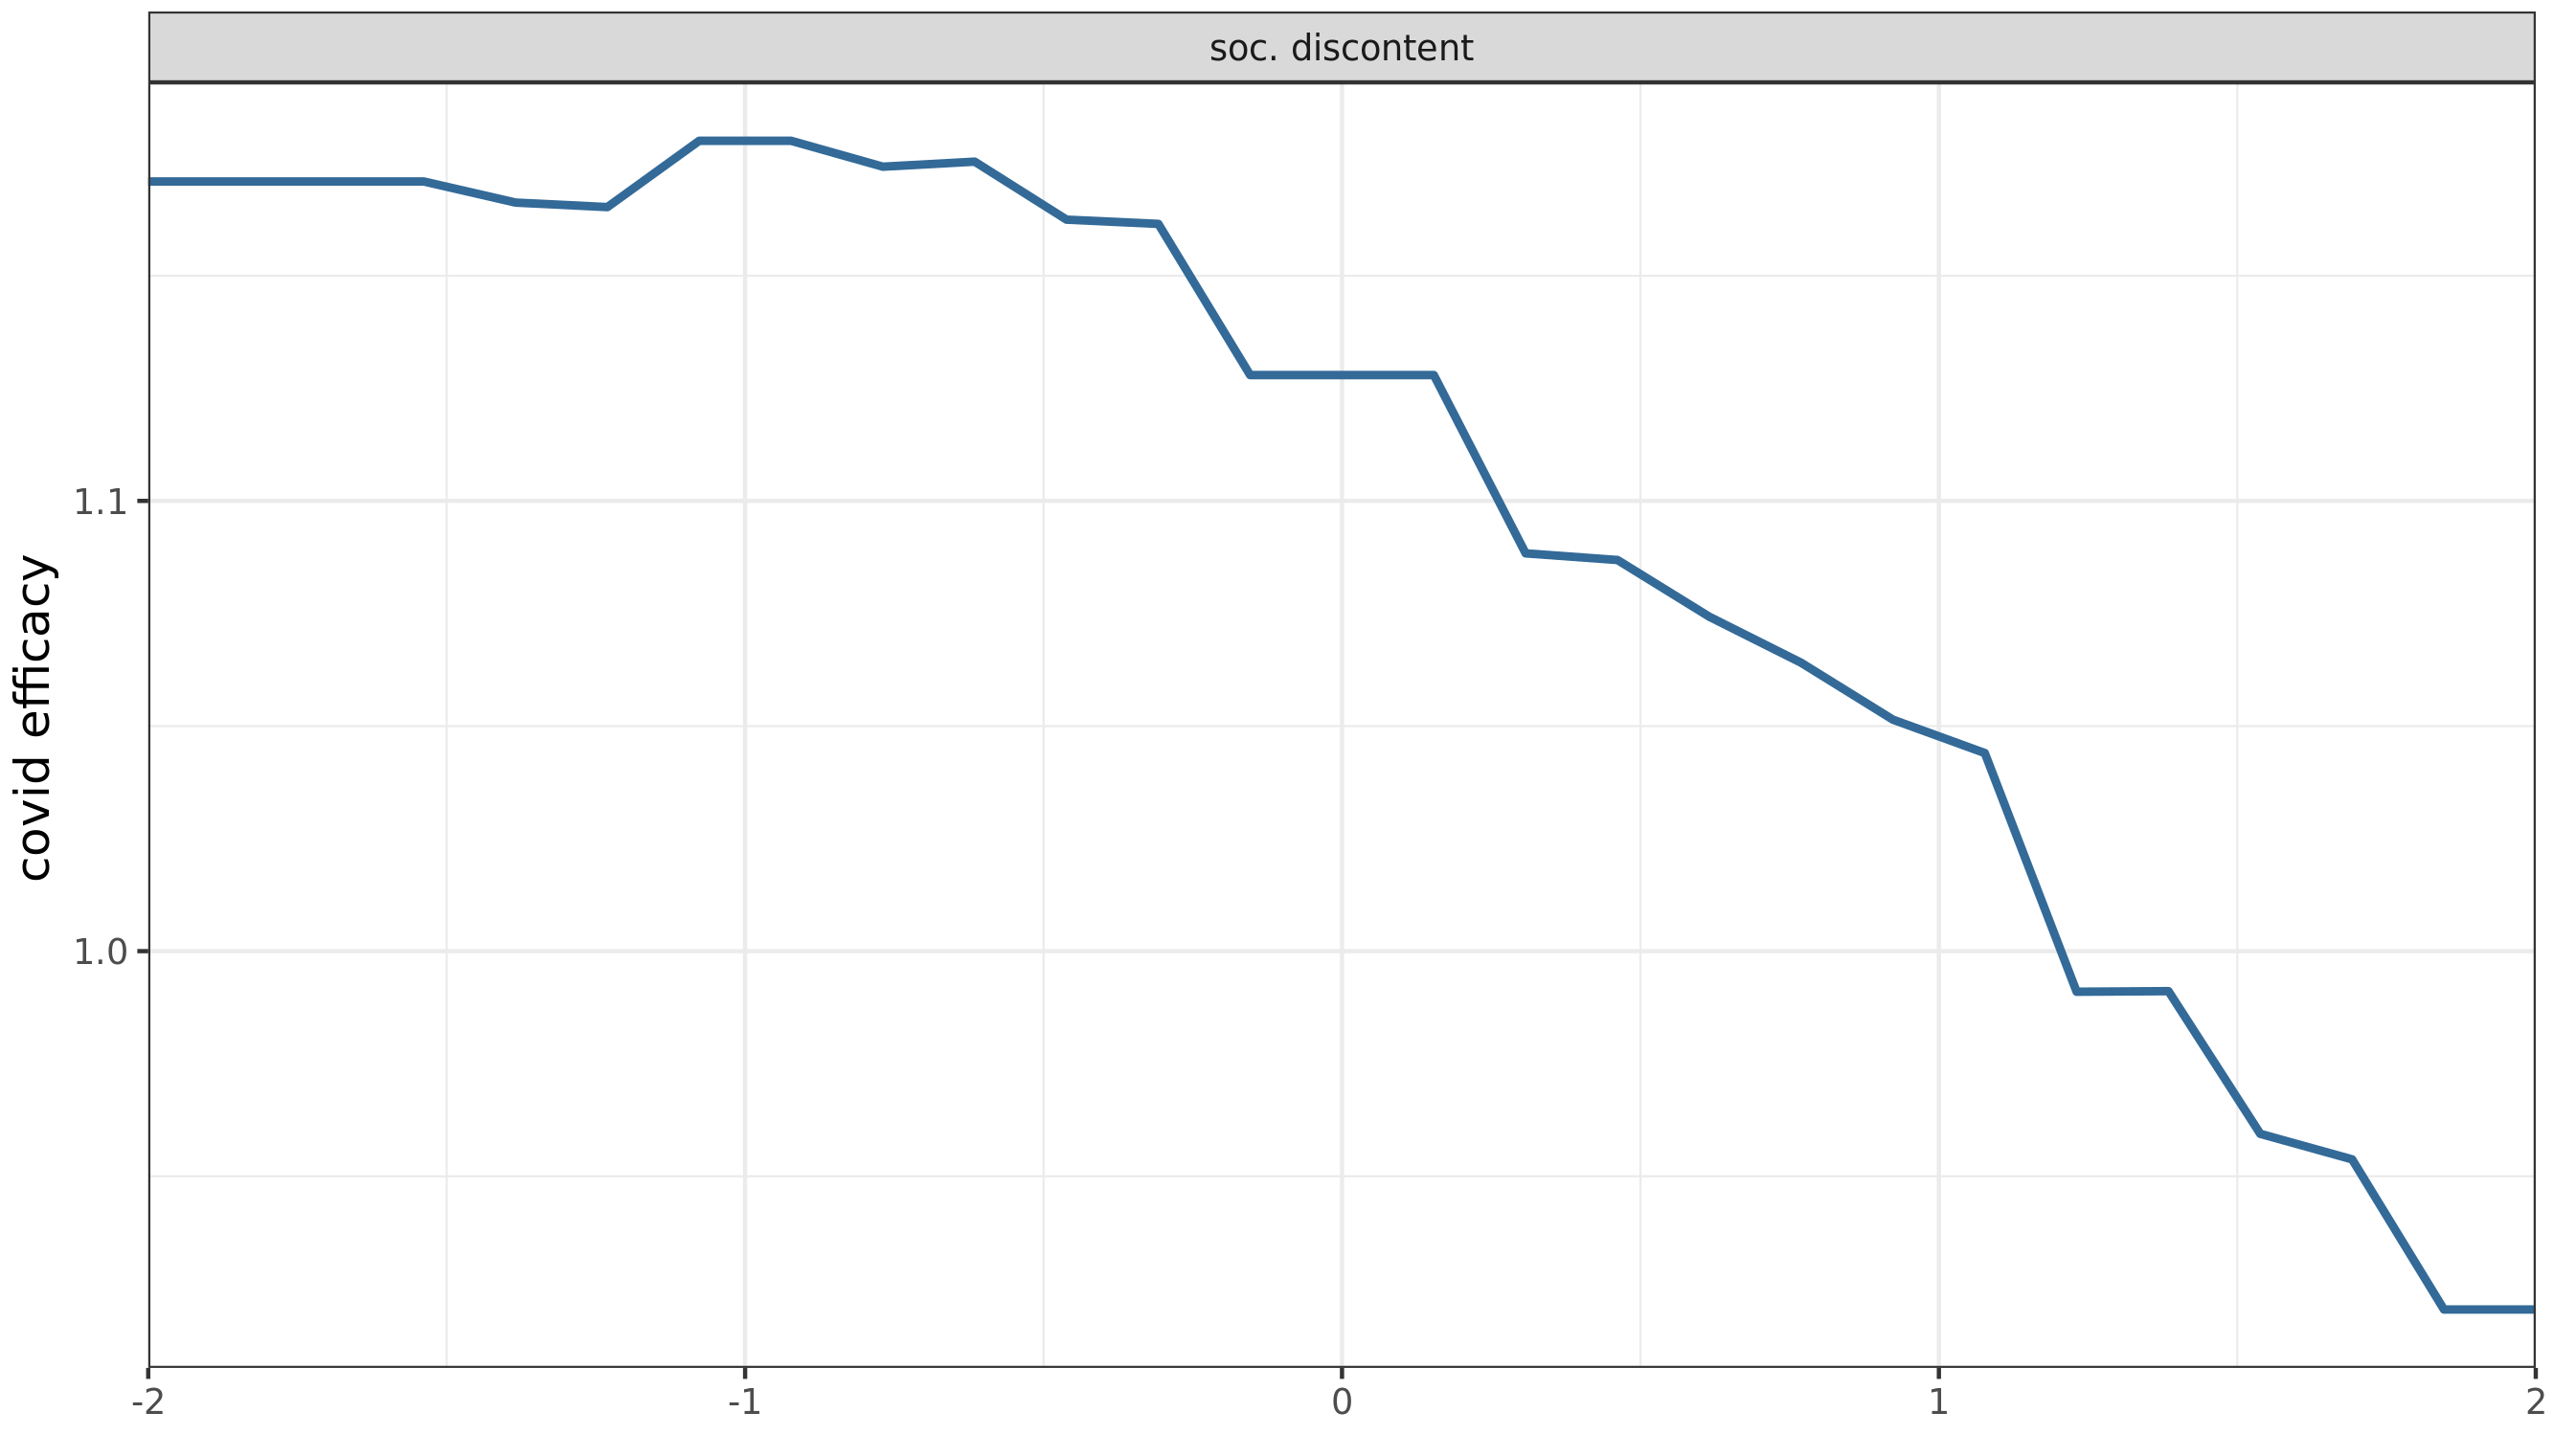 soc. discontent
covid efficacy
1.1
1.0
-2 -1 0 1 2